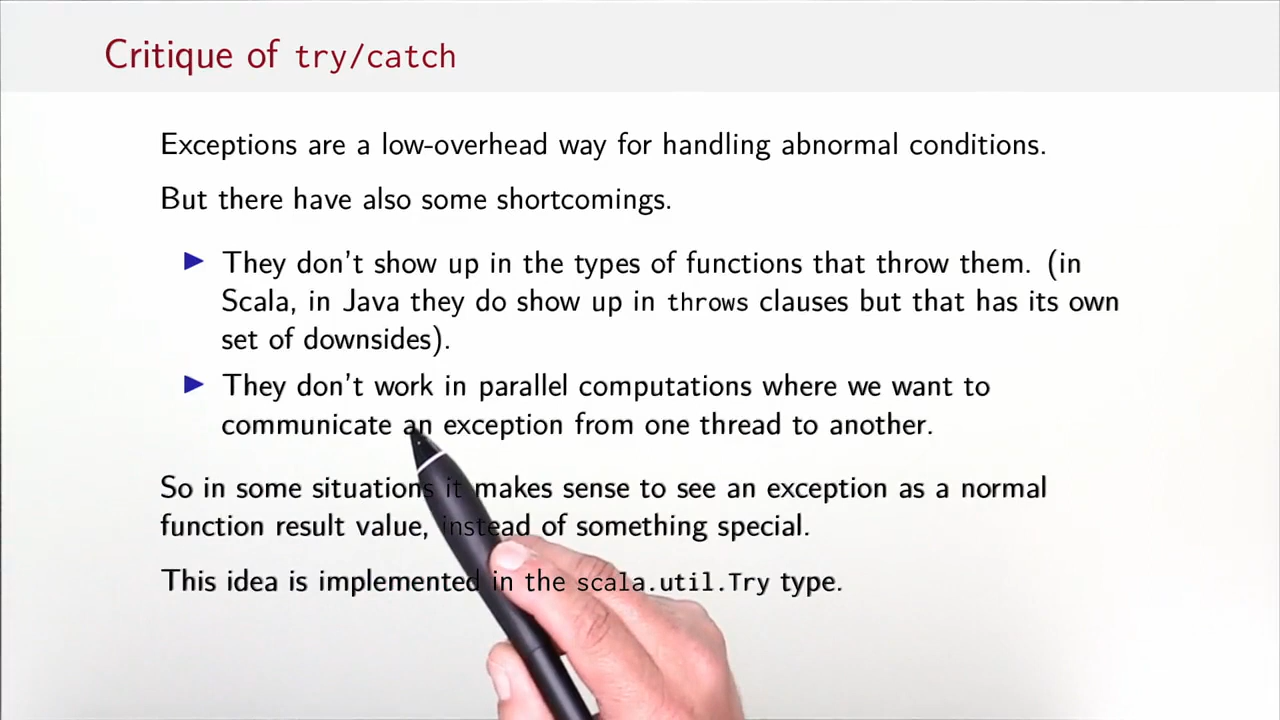 Critique of try/catch
Exceptions are a low-overhead way for handling abnormal conditions.
But there have also some shortcomings.
They don't show up in the types of functions that throw them. (in
Scala, in Java they do show up in throws clauses but that has its own
set of downsides).
They don't work in parallel computations where we want to
communicate an exception from one thread to another.
So in some situations it makes sense to see an exception as a normal
function result value, instead of something special.
This idea is implemented in the scala.util.Try type.